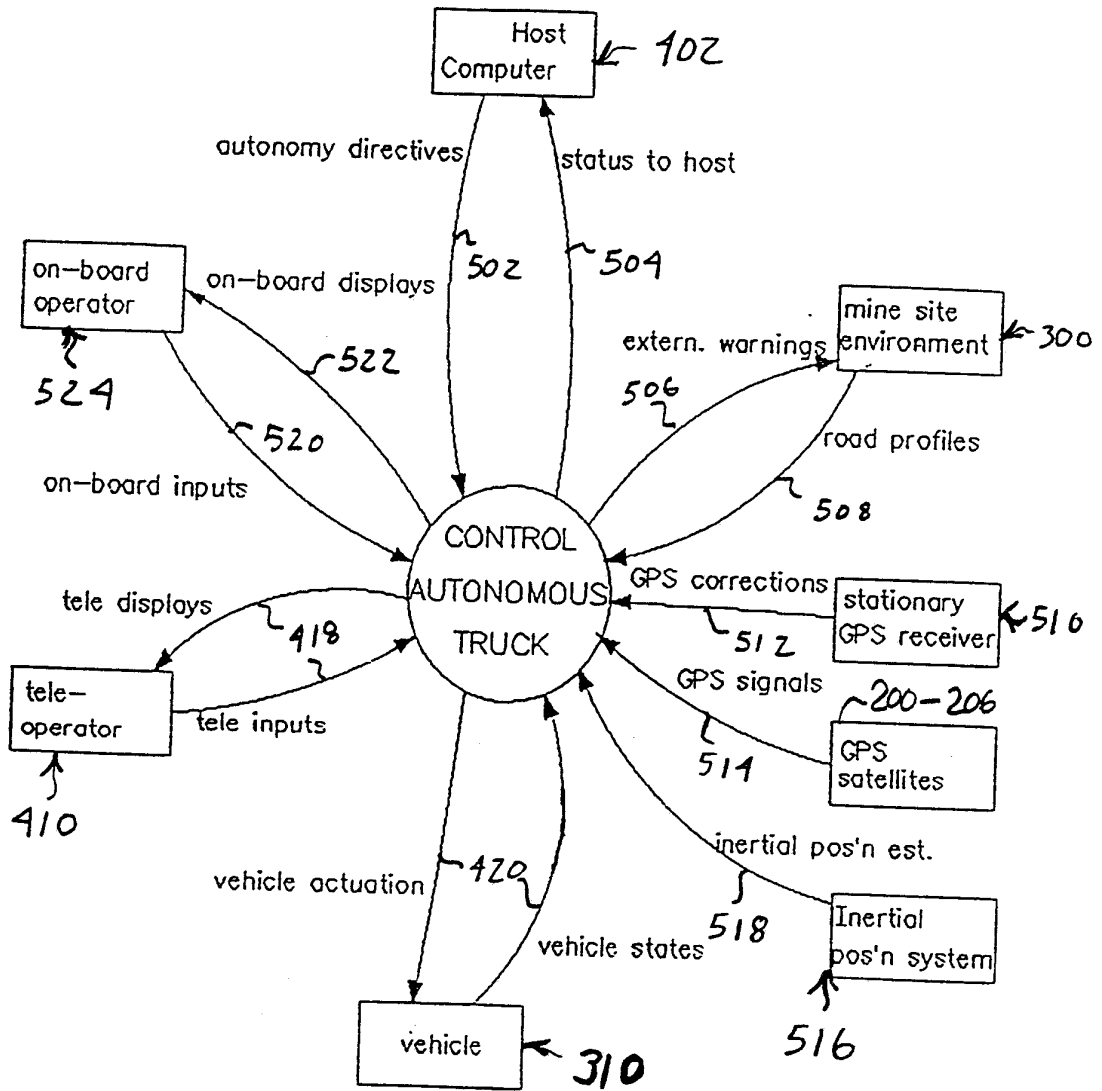 Host
Computer
402
autonomy directives
status to host
502
504
on-board
operator
on-board displays
524
522
520
on-board inputs
mine site
environment
300
extern. warnings
506
road profiles
508
CONTROL
AUTONOMOUS
TRUCK
GPS corrections
512
stationary
GPS receiver
510
GPS signals
514
200-206
GPS
satellites
tele displays
418
tele-
operator
tele inputs
410
inertial pos'n est.
518
Inertial
pos'n system
516
vehicle actuation
420
vehicle states
vehicle
310